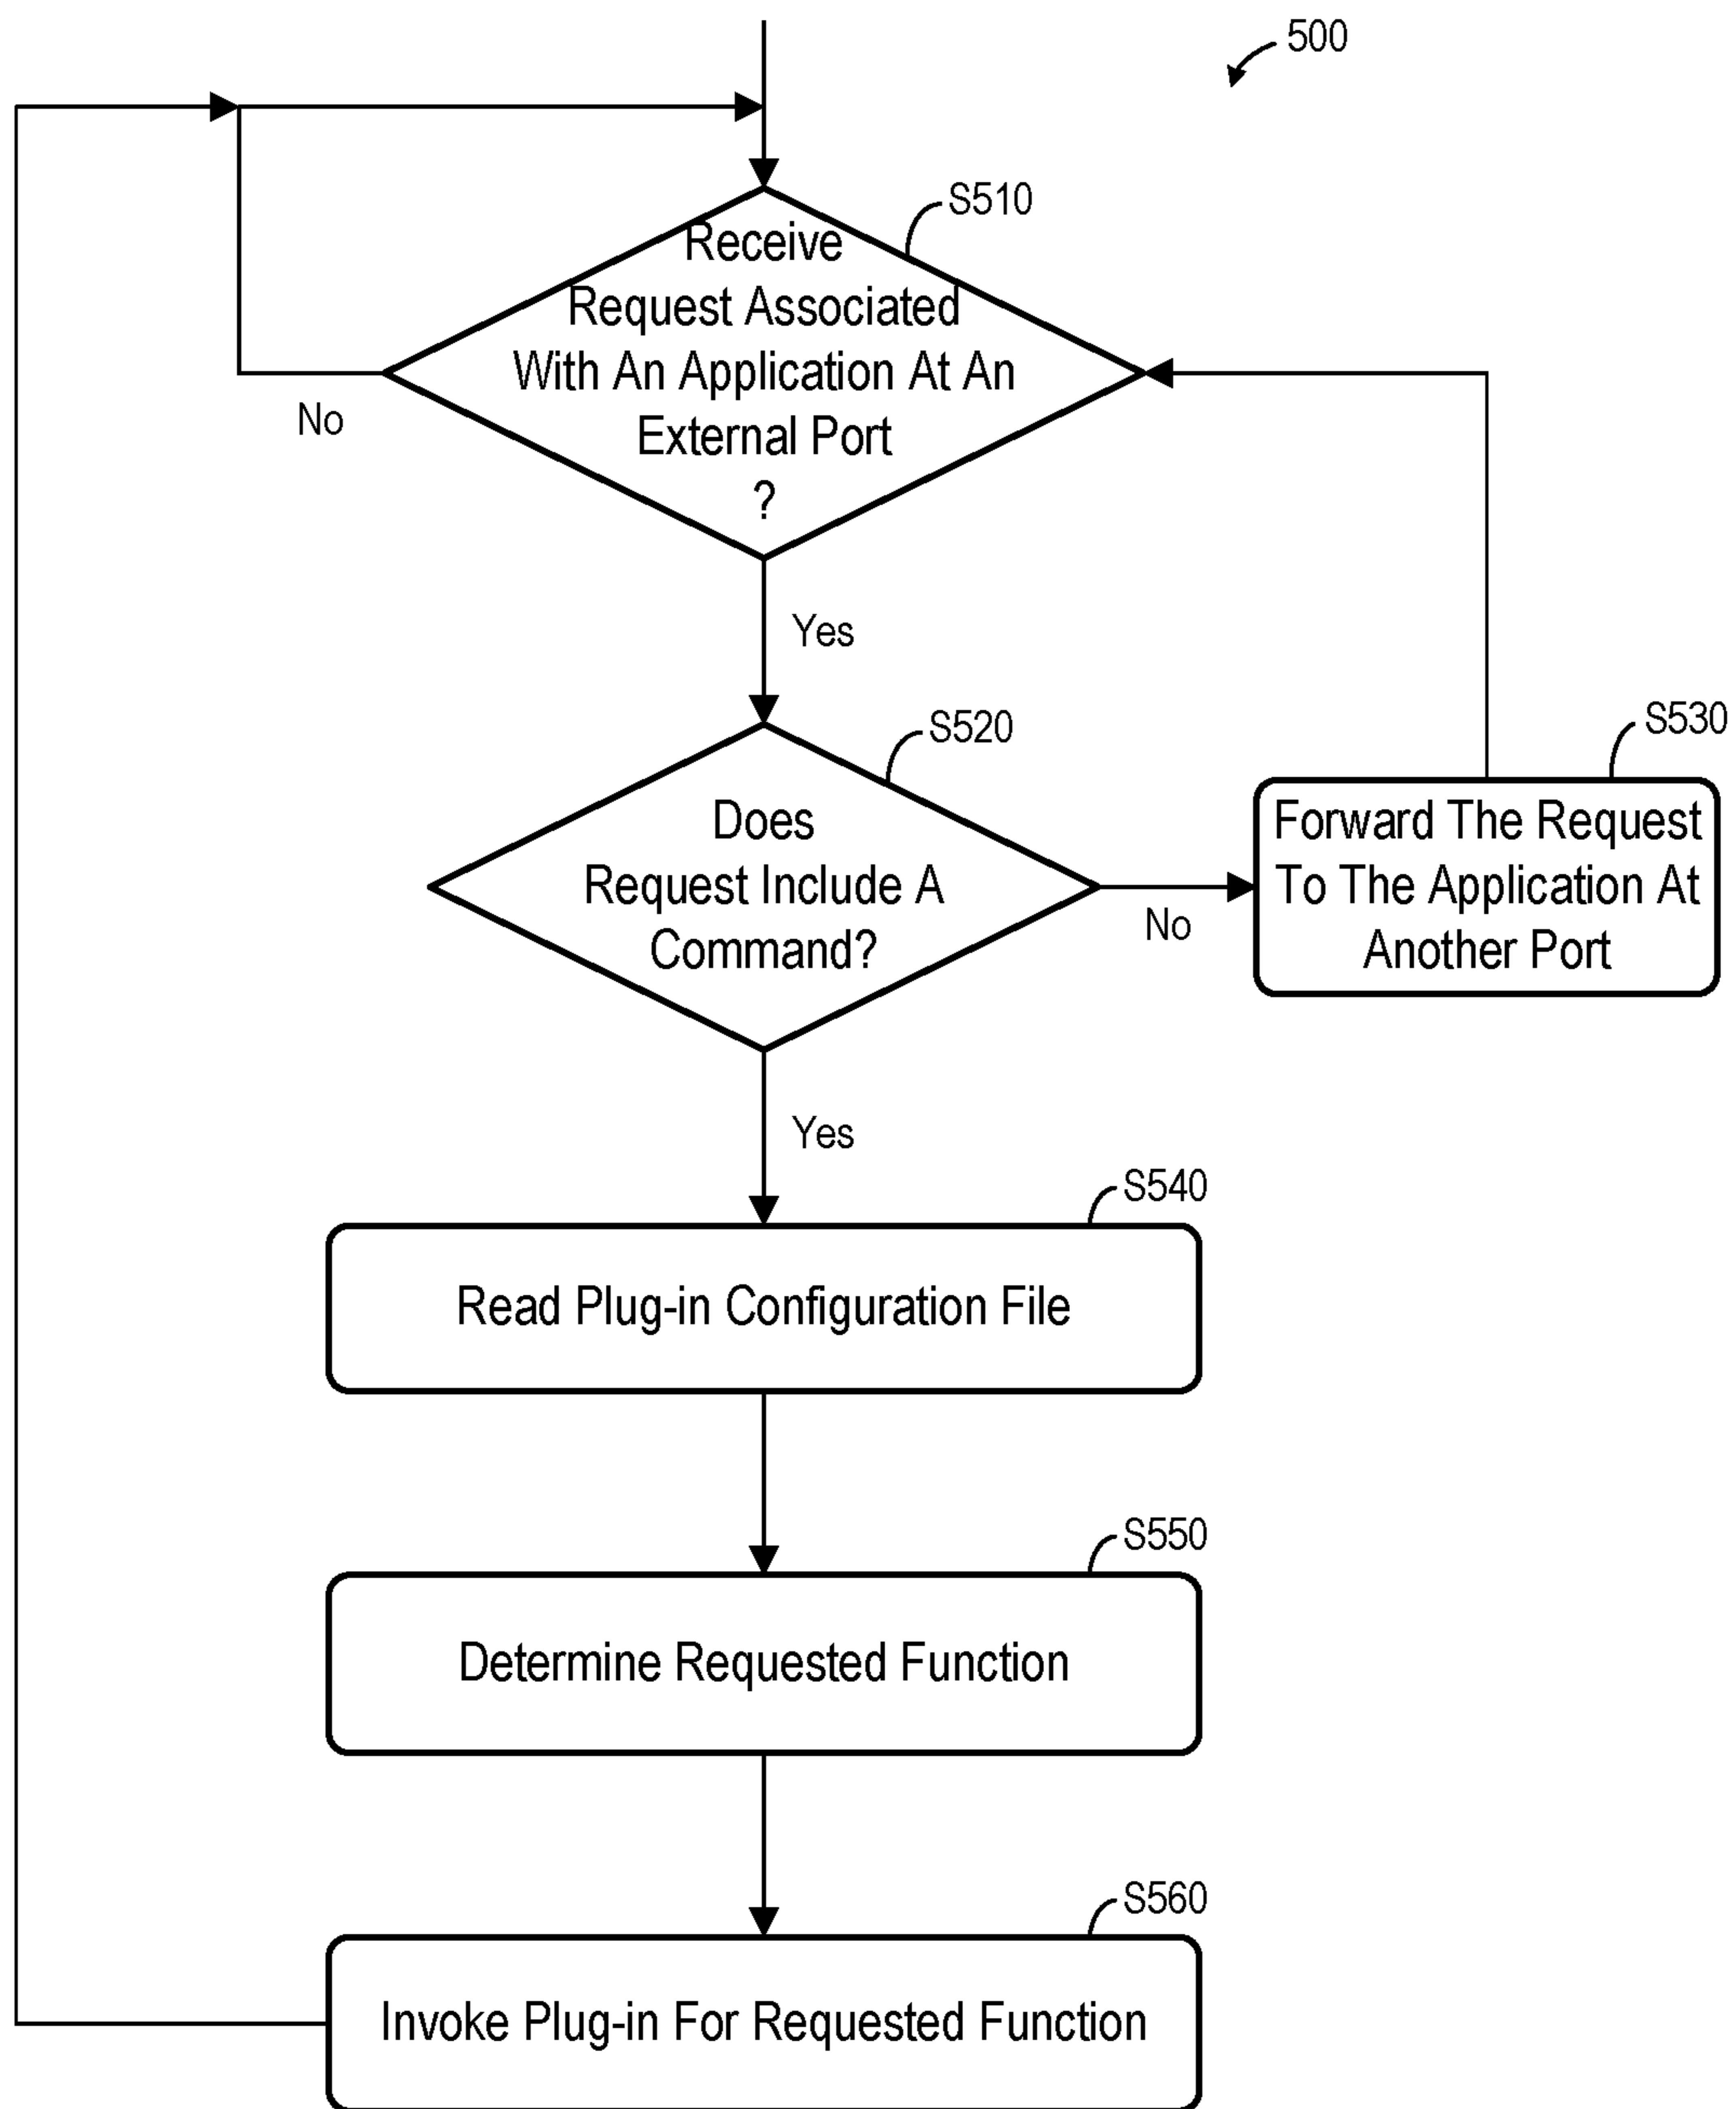 500
S510
Receive
Request Associated
With An Application At An
External Port
?
No
Yes
S520
Does
Request Include A
Command?
No
S530
Forward The Request
To The Application At
Another Port
Yes
S540
Read Plug-in Configuration File
S550
Determine Requested Function
S560
Invoke Plug-in For Requested Function